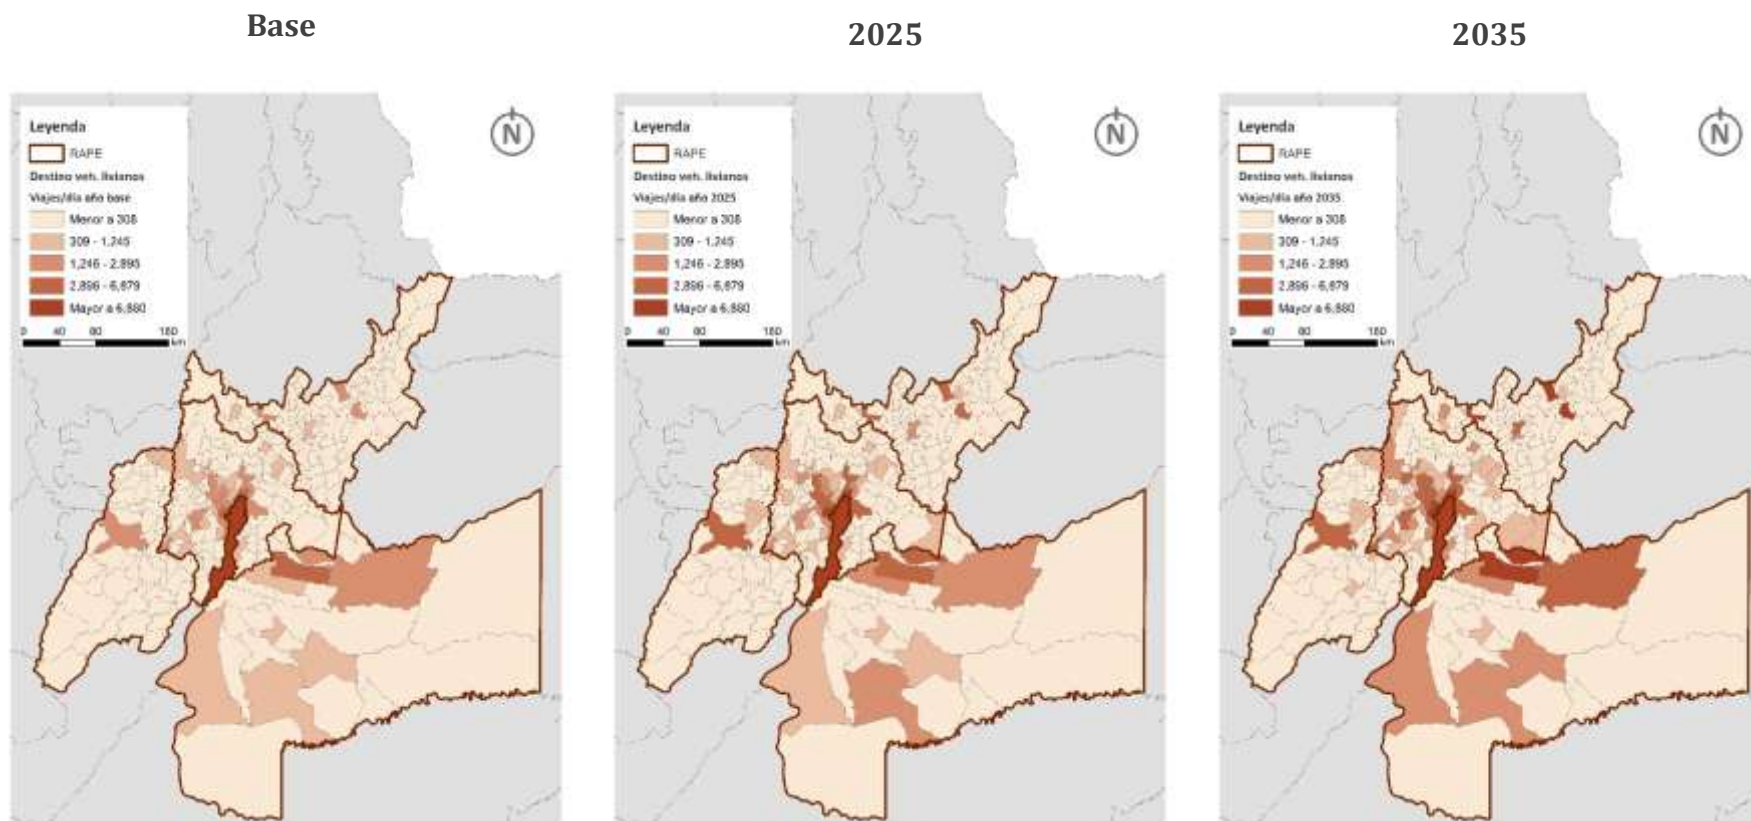 Base
2025
2035
Leyenda
RAPE
Destino veh. livianos
Viajes/día año base
Menor a 308
309 - 1,245
1,246 - 2,895
2,896 - 6,879
Mayor a 6,880
0 40 80 160
km
N
Leyenda
RAPE
Destino veh. livianos
Viajes/día año 2025
Menor a 308
309 - 1,245
1,246 - 2,895
2,896 - 6,879
Mayor a 6,880
0 40 80 160
km
N
Leyenda
RAPE
Destino veh. livianos
Viajes/día año 2035
Menor a 308
309 - 1,245
1,246 - 2,895
2,896 - 6,879
Mayor a 6,880
0 40 80 160
km
N